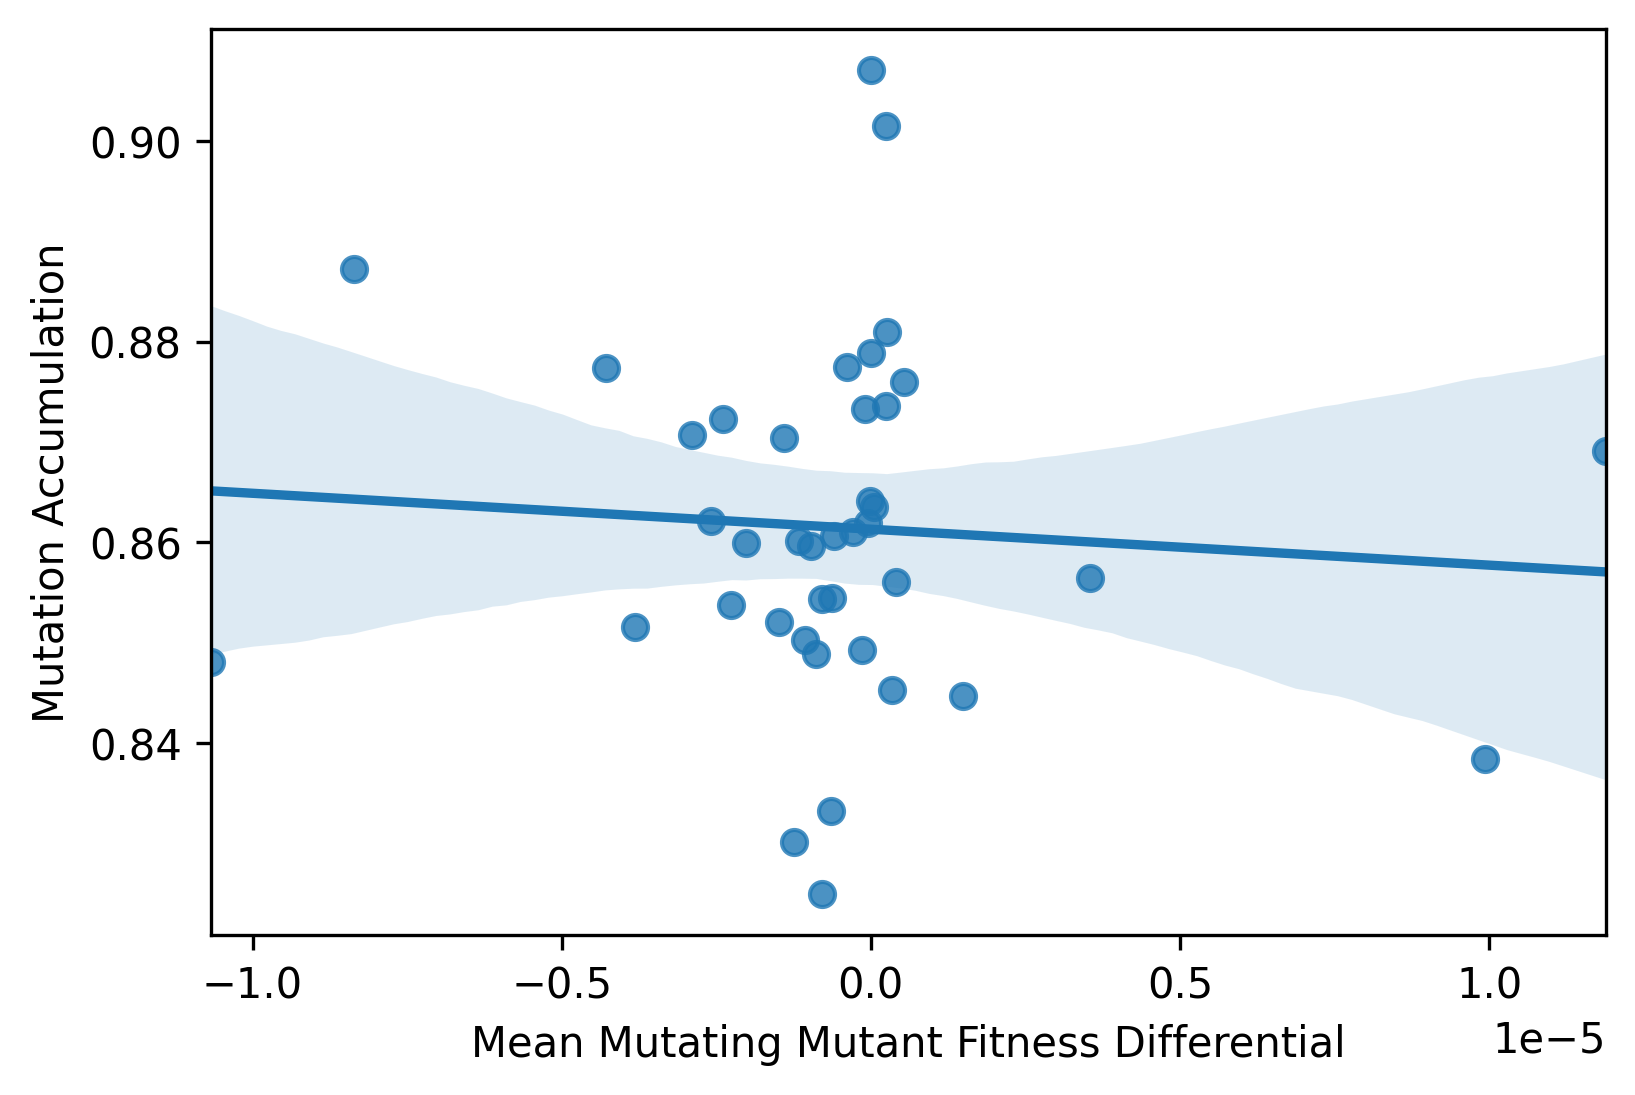 0.90
0.88
0.86
0.84
Mutation Accumulation
−1.0 −0.5 0.0 0.5 1.0
1e−5
Mean Mutating Mutant Fitness Differential